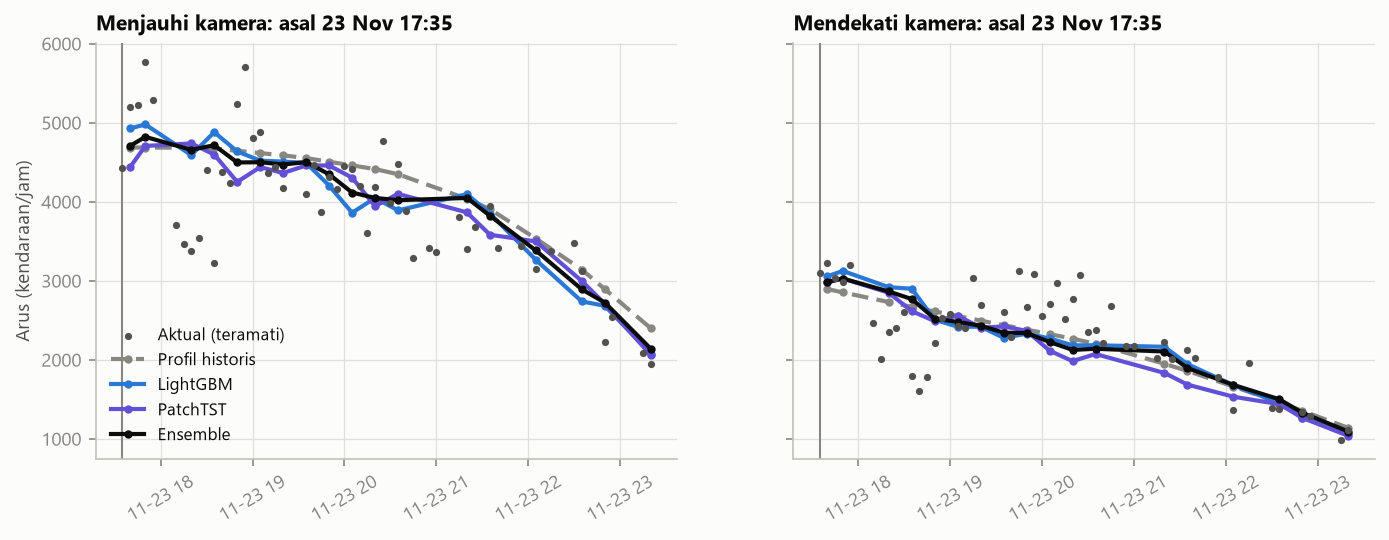 Menjauhi kamera: asal 23 Nov 17:35
Mendekati kamera: asal 23 Nov 17:35
Arus (kendaraan/jam)
6000
5000
4000
3000
2000
1000
Aktual (teramati)
Profil historis
LightGBM
PatchTST
Ensemble
11-23 18
11-23 19
11-23 20
11-23 21
11-23 22
11-23 23
11-23 18
11-23 19
11-23 20
11-23 21
11-23 22
11-23 23